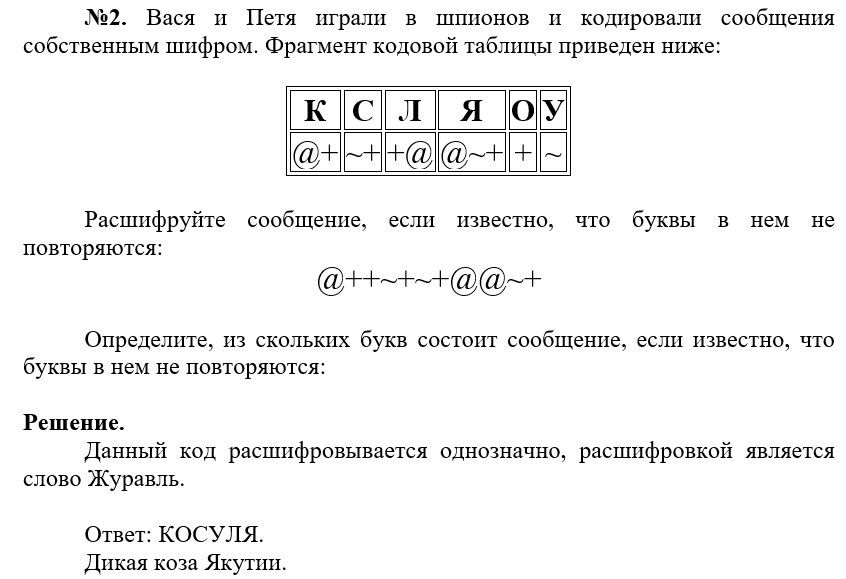 №2. Вася и Петя играли в шпионов и кодировали сообщения
собственным шифром. Фрагмент кодовой таблицы приведен ниже:
К С Л Я О У
@+ ~+ +@ @~+ + ~
Расшифруйте сообщение, если известно, что буквы в нем не
повторяются:
@++~+~+@@~+
Определите, из скольких букв состоит сообщение, если известно, что
буквы в нем не повторяются:
Решение.
Данный код расшифровывается однозначно, расшифровкой является
слово Журавль.
Ответ: КОСУЛЯ.
Дикая коза Якутии.